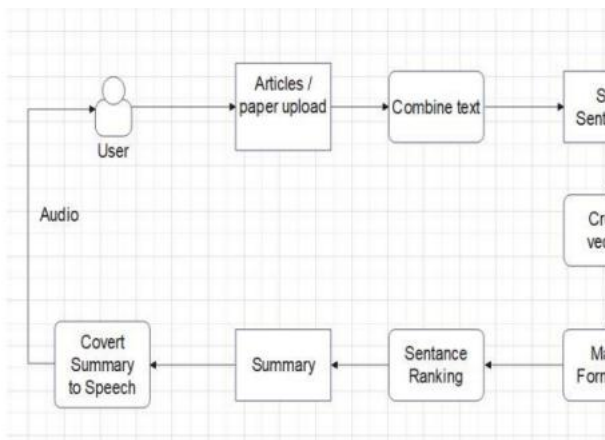 Articles /
paper upload
Combine text
User
Audio
Covert
Summary
to Speech
Summary
Sentance
Ranking